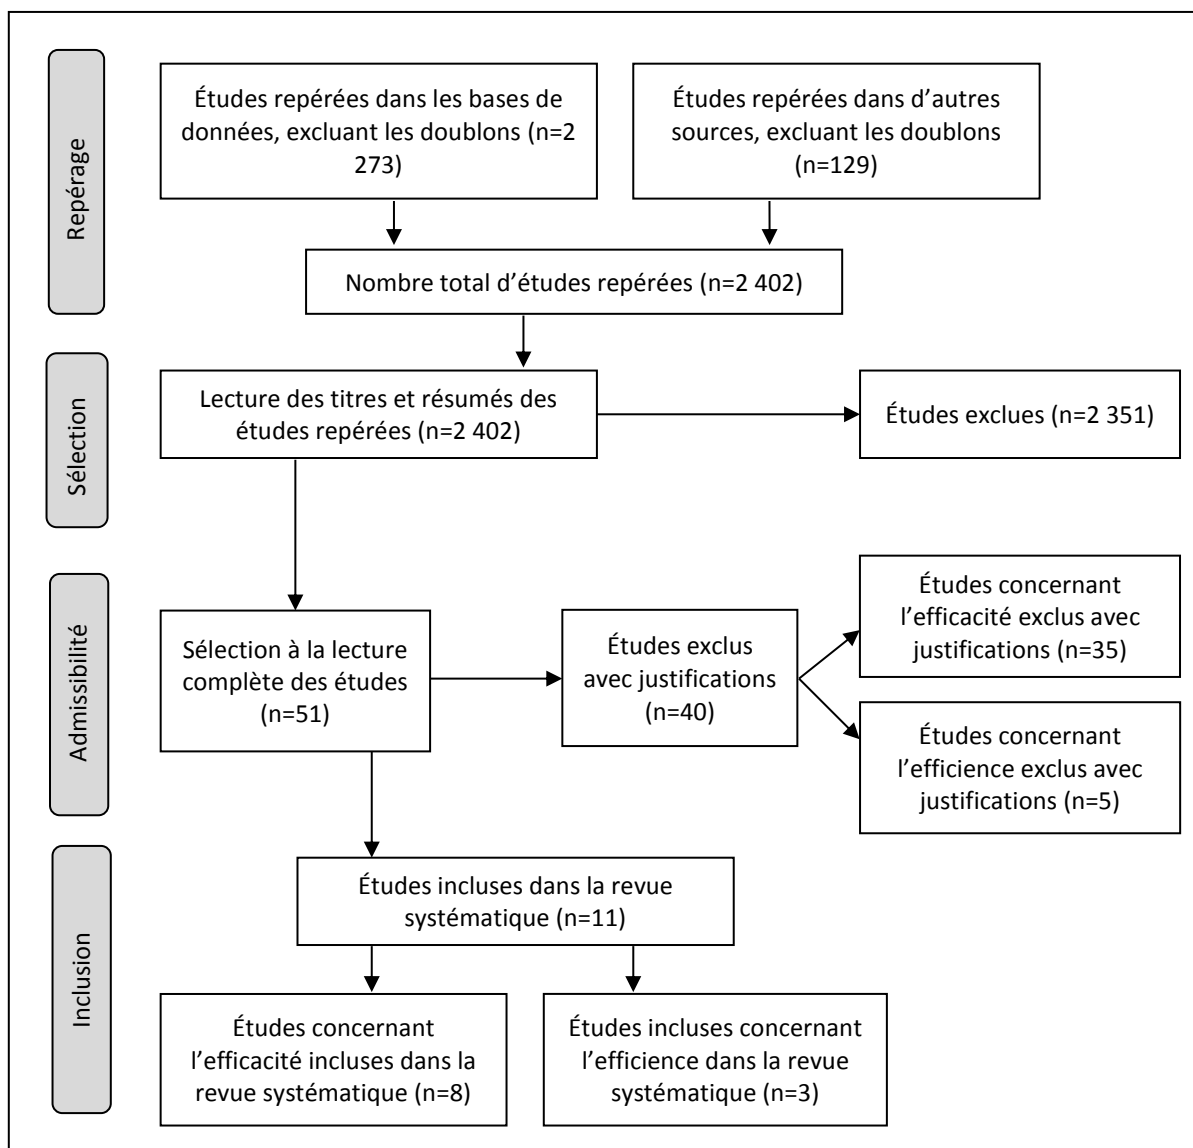 Repérage
Études repérées dans les bases de
données, excluant les doublons (n=2
273)
Études repérées dans d’autres
sources, excluant les doublons
(n=129)
Nombre total d’études repérées (n=2 402)
Sélection
Lecture des titres et résumés des
études repérées (n=2 402)
Études exclues (n=2 351)
Admissibilité
Sélection à la lecture
complète des études
(n=51)
Études exclus
avec justifications
(n=40)
Études concernant
l’efficacité exclus avec
justifications (n=35)
Études concernant
l’efficience exclus avec
justifications (n=5)
Inclusion
Études incluses dans la revue
systématique (n=11)
Études concernant
l’efficacité incluses dans la
revue systématique (n=8)
Études incluses concernant
l’efficience dans la revue
systématique (n=3)